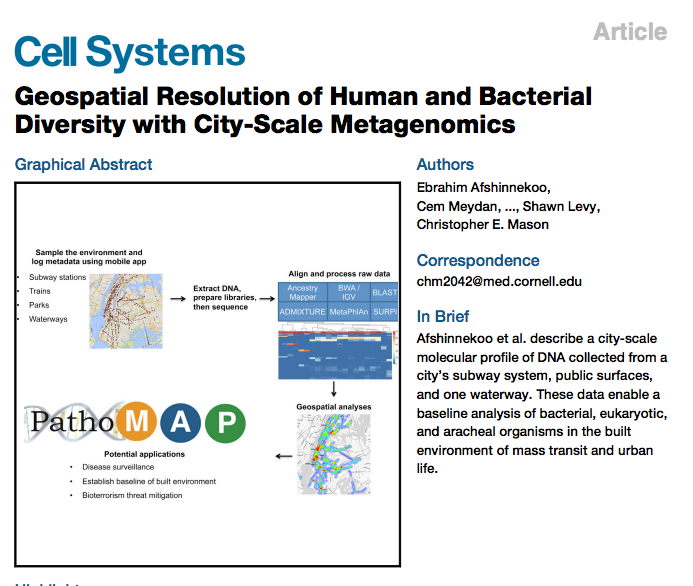 Article
Cell Systems
Geospatial Resolution of Human and Bacterial
Diversity with City-Scale Metagenomics
Graphical Abstract
Sample the environment and
log metadata using mobile app
• Subway stations
• Trains
• Parks
• Waterways
Extract DNA,
prepare libraries,
then sequence
Align and process raw data
Ancestry Mapper
BWA / IGV
BLAST
ADMIXTURE
MetaPhlAn
SURPI
Geospatial analyses
Patho M A P
Potential applications
• Disease surveillance
• Establish baseline of built environment
• Bioterrorism threat mitigation
Authors
Ebrahim Afshinnekoo,
Cem Meydan, ..., Shawn Levy,
Christopher E. Mason
Correspondence
chm2042@med.cornell.edu
In Brief
Afshinnekoo et al. describe a city-scale
molecular profile of DNA collected from a
city's subway system, public surfaces,
and one waterway. These data enable a
baseline analysis of bacterial, eukaryotic,
and aracheal organisms in the built
environment of mass transit and urban
life.